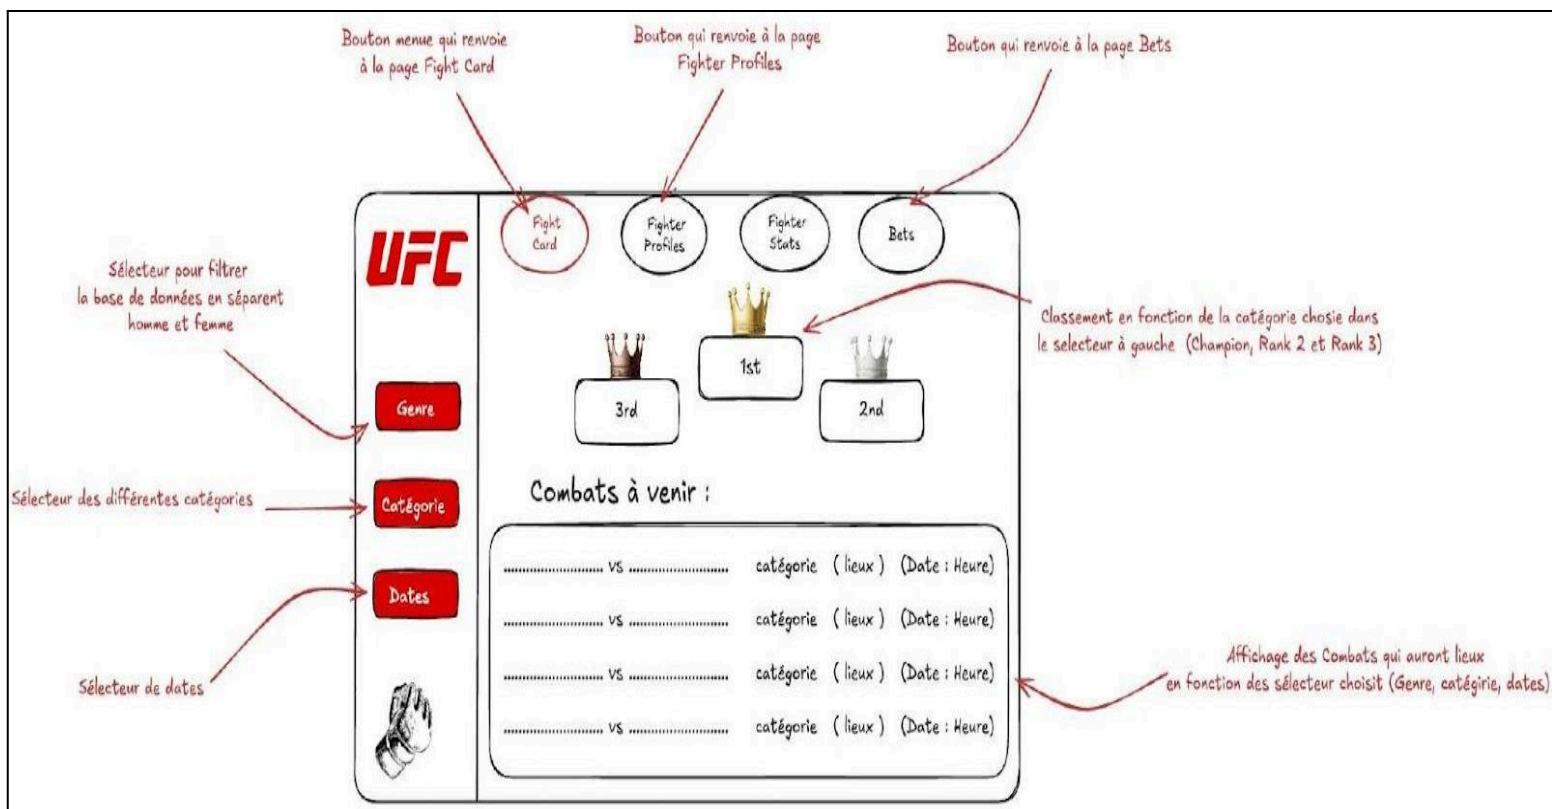 Bouton menue qui renvoie
à la page Fight Card
Bouton qui renvoie à la page
Fighter Profiles
Bouton qui renvoie à la page Bets
UFC
Fight
Card
Fighter
Profiles
Fighter
Stats
Bets
Sélecteur pour filtrer
la base de données en séparent
homme et femme
Classement en fonction de la catégorie chosie dans
le selecteur à gauche (Champion, Rank 2 et Rank 3)
1st
3rd
2nd
Genre
Sélecteur des différentes catégories
Catégorie
Combats à venir :
Dates
......................... vs ......................... catégorie ( lieux ) (Date : Heure)
......................... vs ......................... catégorie ( lieux ) (Date : Heure)
......................... vs ......................... catégorie ( lieux ) (Date : Heure)
......................... vs ......................... catégorie ( lieux ) (Date : Heure)
Sélecteur de dates
Affichage des Combats qui auront lieux
en fonction des sélecteur choisit (Genre, catégirie, dates)